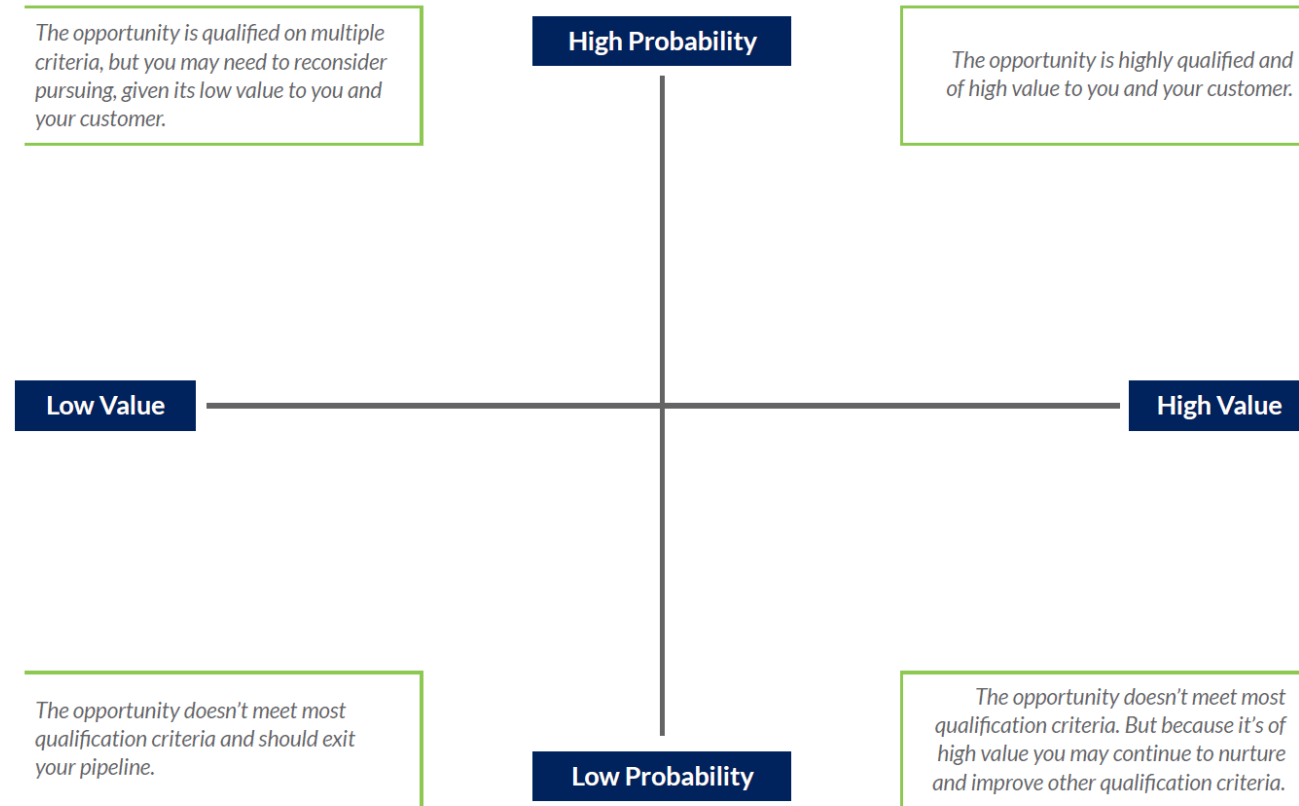 The opportunity is qualified on multiple
criteria, but you may need to reconsider
pursuing, given its low value to you and
your customer.
High Probability
The opportunity is highly qualified and
of high value to you and your customer.
Low Value
High Value
The opportunity doesn’t meet most
qualification criteria and should exit
your pipeline.
Low Probability
The opportunity doesn’t meet most
qualification criteria. But because it’s of
high value you may continue to nurture
and improve other qualification criteria.